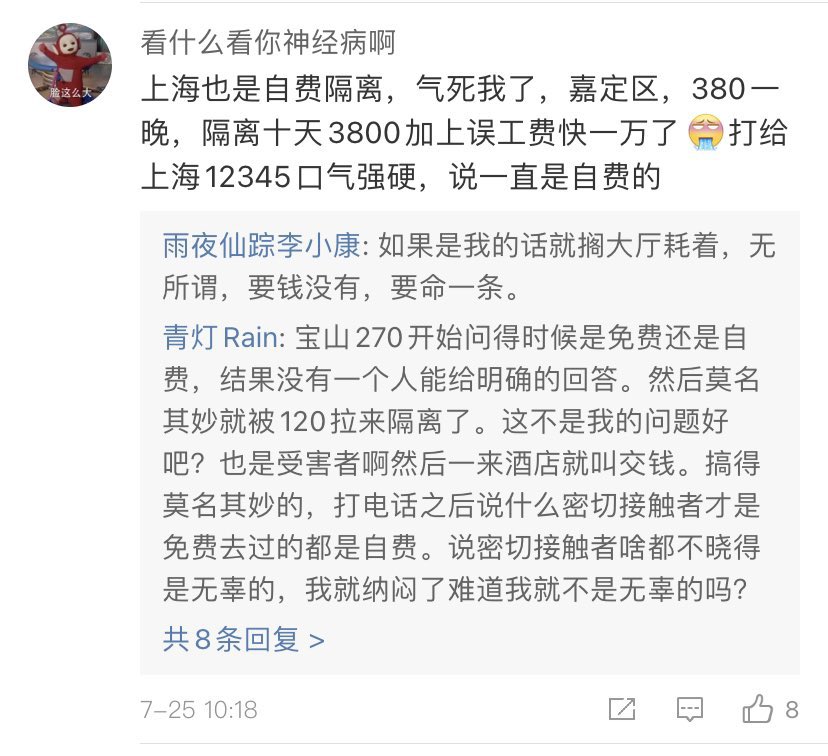 看什么看你神经病啊
脸这么大
上海也是自费隔离，气死我了，嘉定区，380一
晚，隔离十天3800加上误工费快一万了 打给
上海12345口气强硬，说一直是自费的
雨夜仙踪李小康: 如果是我的话就搁大厅耗着，无
所谓，要钱没有，要命一条。
青灯Rain: 宝山270开始问得时候是免费还是自
费，结果没有一个人能给明确的回答。然后莫名
其妙就被120拉来隔离了。这不是我的问题好
吧？也是受害者啊然后一来酒店就叫交钱。搞得
莫名其妙的，打电话之后说什么密切接触者才是
免费去过的都是自费。说密切接触者啥都不晓得
是无辜的，我就纳闷了难道我就不是无辜的吗？
共8条回复 >
7-25 10:18
8